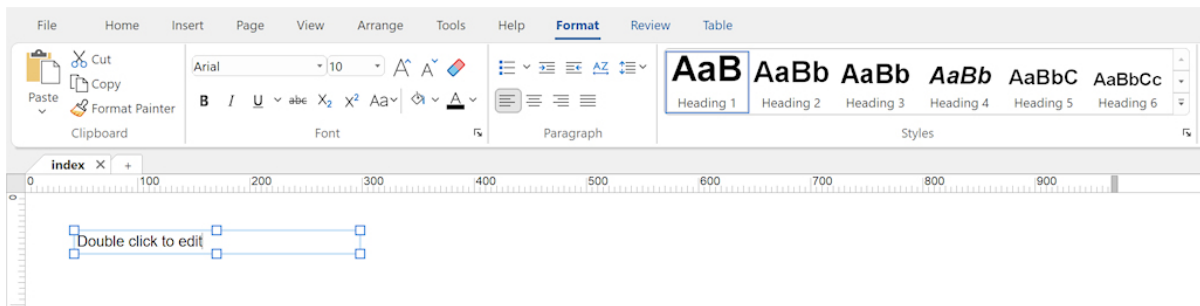 File Home Insert Page View Arrange Tools Help Format Review Table
Paste
Cut
Copy
Format Painter
Clipboard
Arial 10 A A
B I U abc X₂ X² Aa A
Font
AZ
Paragraph
AaB AaBb AaBb AaBb AaBbC AaBbCc
Heading 1 Heading 2 Heading 3 Heading 4 Heading 5 Heading 6
Styles
index × +
0 100 200 300 400 500 600 700 800 900
0
Double click to edit